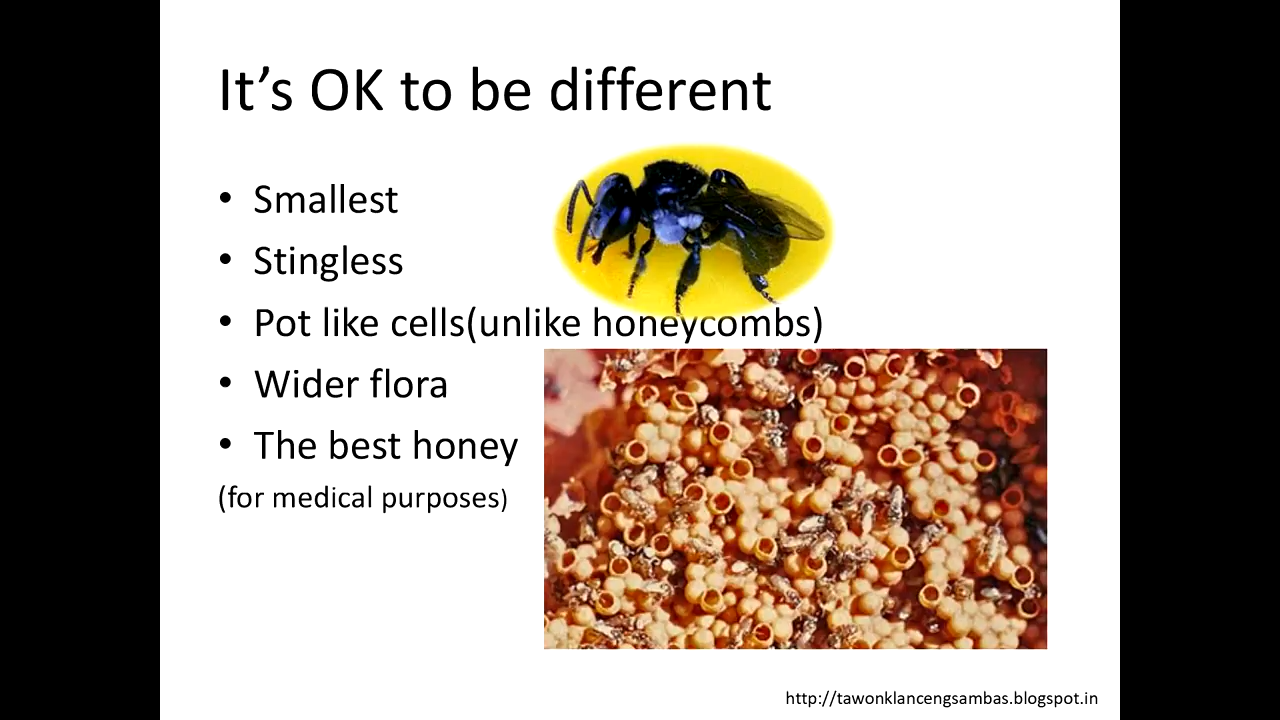 It’s OK to be different
• Smallest
• Stingless
• Pot like cells(unlike honeycombs)
• Wider flora
• The best honey
(for medical purposes)
http://tawonklancengsambas.blogspot.in